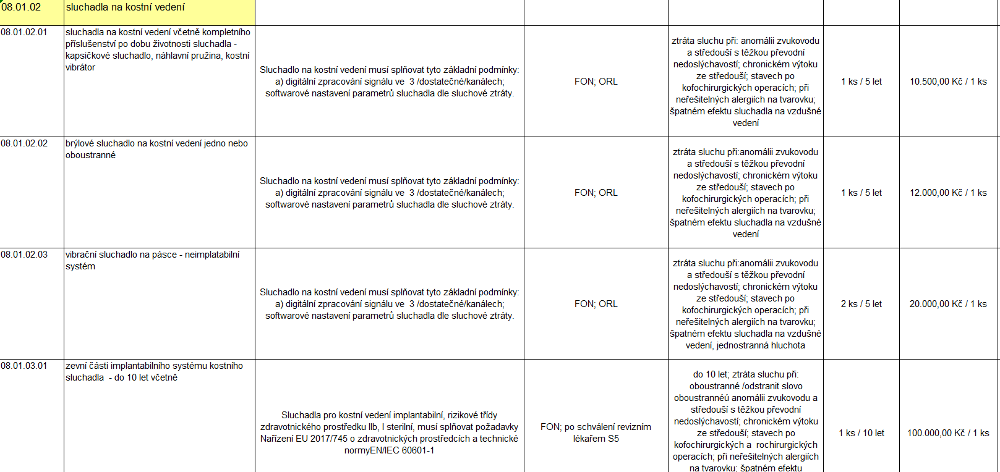 08.01.02
sluchadla na kostní vedení
08.01.02.01
sluchadla na kostní vedení včetně kompletního
příslušenství po dobu životnosti sluchadla -
kapsičkové sluchadlo, náhlavní pružina, kostní
vibrátor
Sluchadlo na kostní vedení musí splňovat tyto základní podmínky:
a) digitální zpracování signálu ve  3 /dostatečné/kanálech;
softwarové nastavení parametrů sluchadla dle sluchové ztráty.
FON; ORL
ztráta sluchu při: anomálii zvukovodu
a středouší s těžkou převodní
nedoslýchavostí; chronickém výtoku
ze středouší; stavech po
kofochirurgických operacích; při
neřešitelných alergiích na tvarovku;
špatném efektu sluchadla na vzdušné
vedení
1 ks / 5 let
10.500,00 Kč / 1 ks
08.01.02.02
brýlové sluchadlo na kostní vedení jedno nebo
oboustranné
Sluchadlo na kostní vedení musí splňovat tyto základní podmínky:
a) digitální zpracování signálu ve  3 /dostatečné/kanálech;
softwarové nastavení parametrů sluchadla dle sluchové ztráty.
FON; ORL
ztráta sluchu při:anomálii zvukovodu
a středouší s těžkou převodní
nedoslýchavostí; chronickém výtoku
ze středouší; stavech po
kofochirurgických operacích; při
neřešitelných alergiích na tvarovku;
špatném efektu sluchadla na vzdušné
vedení
1 ks / 5 let
12.000,00 Kč / 1 ks
08.01.02.03
vibrační sluchadlo na pásce - neimplatabilní
systém
Sluchadlo na kostní vedení musí splňovat tyto základní podmínky:
a) digitální zpracování signálu ve  3 /dostatečné/kanálech;
softwarové nastavení parametrů sluchadla dle sluchové ztráty.
FON; ORL
ztráta sluchu při:anomálii zvukovodu
a středouší s těžkou převodní
nedoslýchavostí; chronickém výtoku
ze středouší; stavech po
kofochirurgických operacích; při
neřešitelných alergiích na tvarovku;
špatném efektu sluchadla na vzdušné
vedení, jednostranná hluchota
2 ks / 5 let
20.000,00 Kč / 1 ks
08.01.03.01
zevní části implantabilního systému kostního
sluchadla  - do 10 let včetně
Sluchadla pro kostní vedení implantabilní, rizikové třídy
zdravotnického prostředku IIb, I sterilní, musí splňovat požadavky
Nařízení EU 2017/745 o zdravotnických prostředcích a technické
normyEN/IEC 60601-1
FON; po schválení revizním
lékařem S5
do 10 let; ztráta sluchu při:
oboustranné /odstranit slovo
oboustrannéú anomálii zvukovodu a
středouší s těžkou převodní
nedoslýchavostí; chronickém výtoku
ze středouší; stavech po
kofochirurgických a  rochirurgických
operacích; při neřešitelných alergiích
na tvarovku; špatném efektu
1 ks / 10 let
100.000,00 Kč / 1 ks